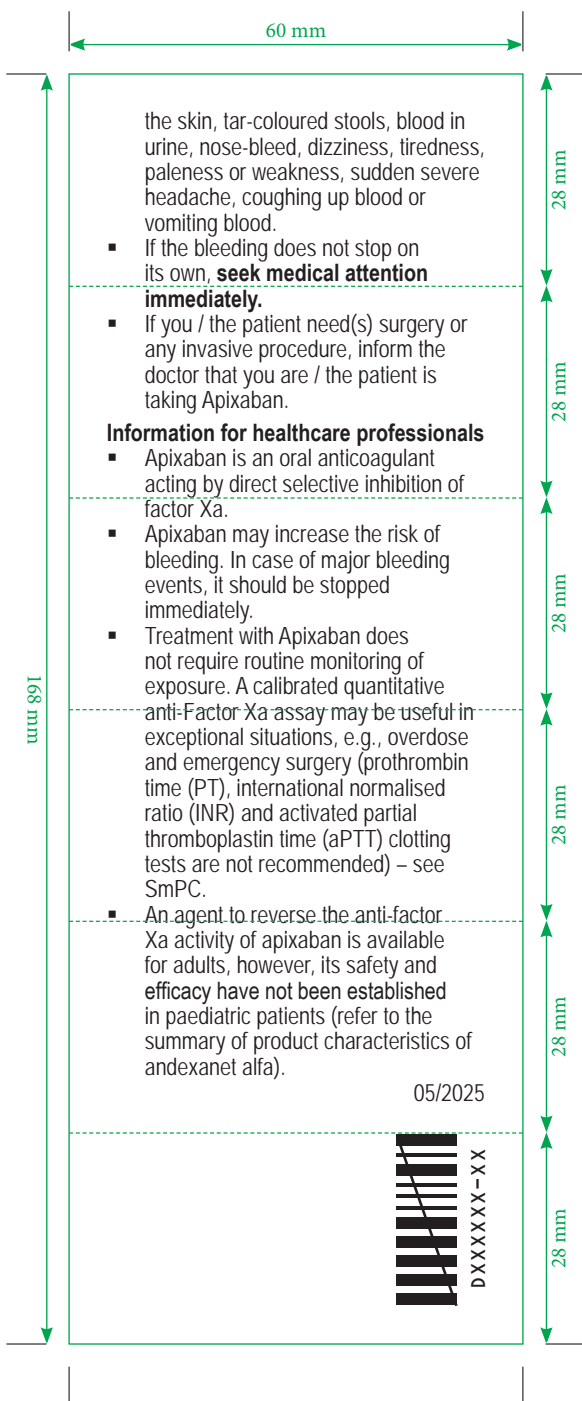 60 mm
the skin, tar-coloured stools, blood in
urine, nose-bleed, dizziness, tiredness,
paleness or weakness, sudden severe
headache, coughing up blood or
vomiting blood.
▪ If the bleeding does not stop on
its own, seek medical attention
immediately.
▪ If you / the patient need(s) surgery or
any invasive procedure, inform the
doctor that you are / the patient is
taking Apixaban.
Information for healthcare professionals
▪ Apixaban is an oral anticoagulant
acting by direct selective inhibition of
factor Xa.
▪ Apixaban may increase the risk of
bleeding. In case of major bleeding
events, it should be stopped
immediately.
▪ Treatment with Apixaban does
not require routine monitoring of
exposure. A calibrated quantitative
anti-Factor Xa assay may be useful in
exceptional situations, e.g., overdose
and emergency surgery (prothrombin
time (PT), international normalised
ratio (INR) and activated partial
thromboplastin time (aPTT) clotting
tests are not recommended) – see
SmPC.
▪ An agent to reverse the anti-factor
Xa activity of apixaban is available
for adults, however, its safety and
efficacy have not been established
in paediatric patients (refer to the
summary of product characteristics of
andexanet alfa).
05/2025
DXXXXXX-XX
168 mm
28 mm
28 mm
28 mm
28 mm
28 mm
28 mm